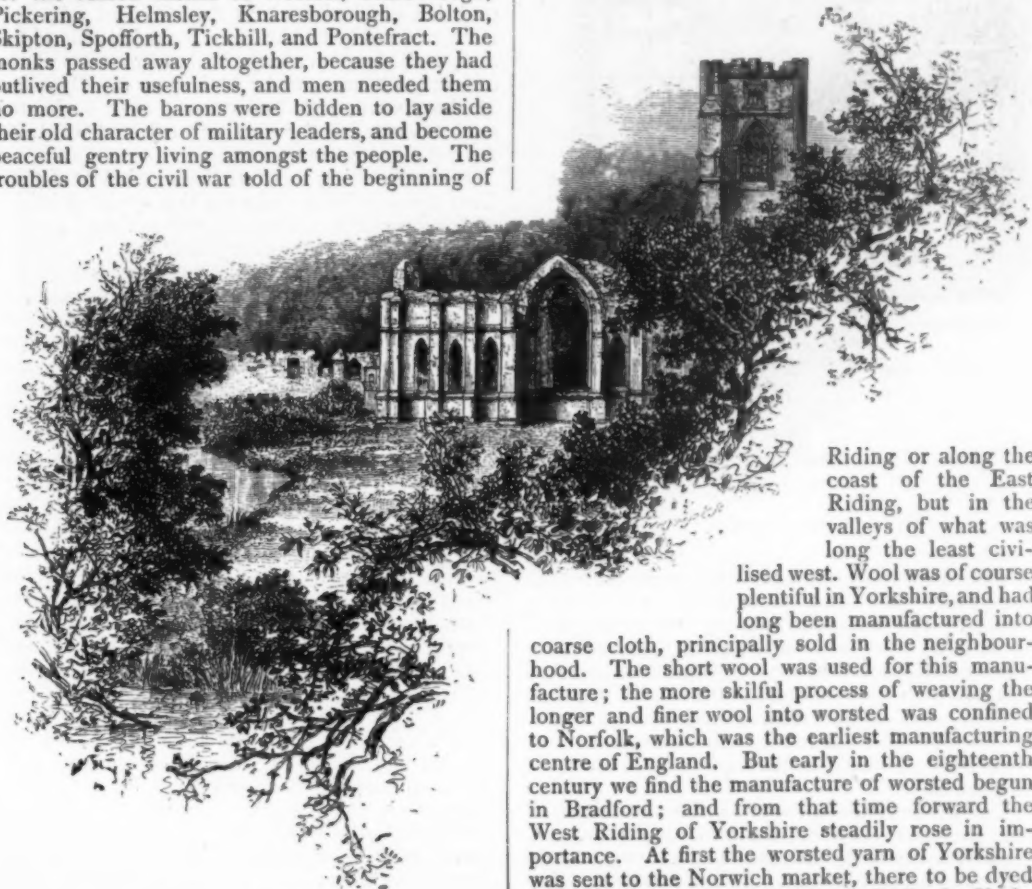 Pickering, Helmsley, Knaresborough, Bolton,
Skipton, Spofforth, Tickhill, and Pontefract. The
monks passed away altogether, because they had
outlived their usefulness, and men needed them
no more. The barons were bidden to lay aside
their old character of military leaders, and become
peaceful gentry living amongst the people. The
troubles of the civil war told of the beginning of
Riding or along the
coast of the East
Riding, but in the
valleys of what was
long the least civi-
lised west. Wool was of course
plentiful in Yorkshire, and had
long been manufactured into
coarse cloth, principally sold in the neighbour-
hood. The short wool was used for this manu-
facture; the more skilful process of weaving the
longer and finer wool into worsted was confined
to Norfolk, which was the earliest manufacturing
centre of England. But early in the eighteenth
century we find the manufacture of worsted begun
in Bradford; and from that time forward the
West Riding of Yorkshire steadily rose in im-
portance. At first the worsted yarn of Yorkshire
was sent to the Norwich market, there to be dyed